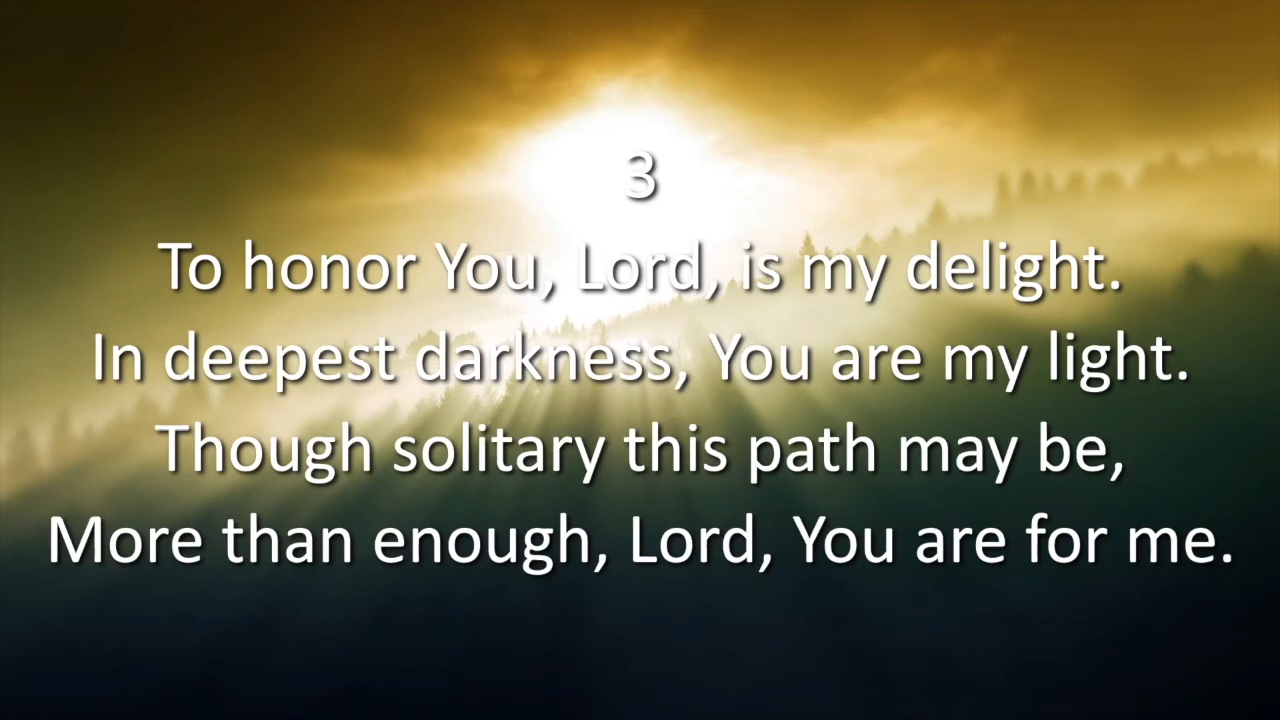 3
To honor You, Lord, is my delight.
In deepest darkness, You are my light.
Though solitary this path may be,
More than enough, Lord, You are for me.